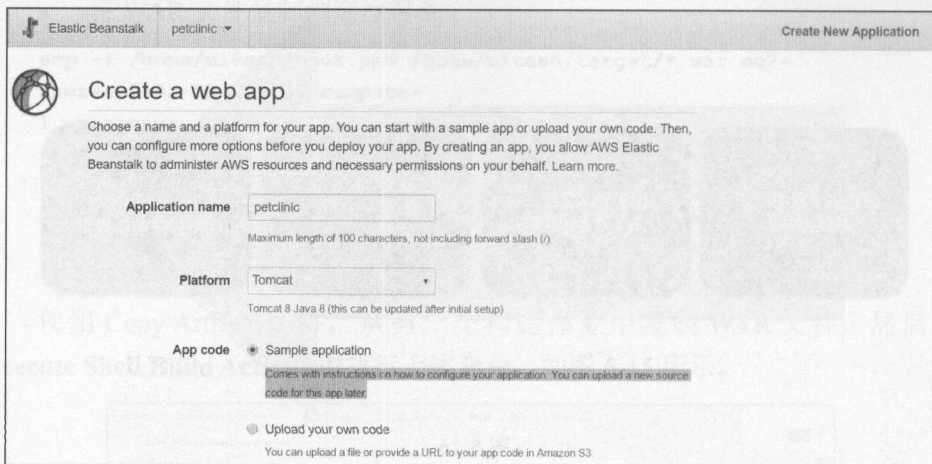 Elastic Beanstalk petclinic Create New Application
Create a web app
Choose a name and a platform for your app. You can start with a sample app or upload your own code. Then,
you can configure more options before you deploy your app. By creating an app, you allow AWS Elastic
Beanstalk to administer AWS resources and necessary permissions on your behalf. Learn more.
Application name petclinic
Maximum length of 100 characters, not including forward slash (/).
Platform Tomcat
Tomcat 8 Java 8 (this can be updated after initial setup)
App code Sample application
Comes with instructions on how to configure your application. You can upload a new source
code for this app later.
Upload your own code
You can upload a file or provide a URL to your app code in Amazon S3.